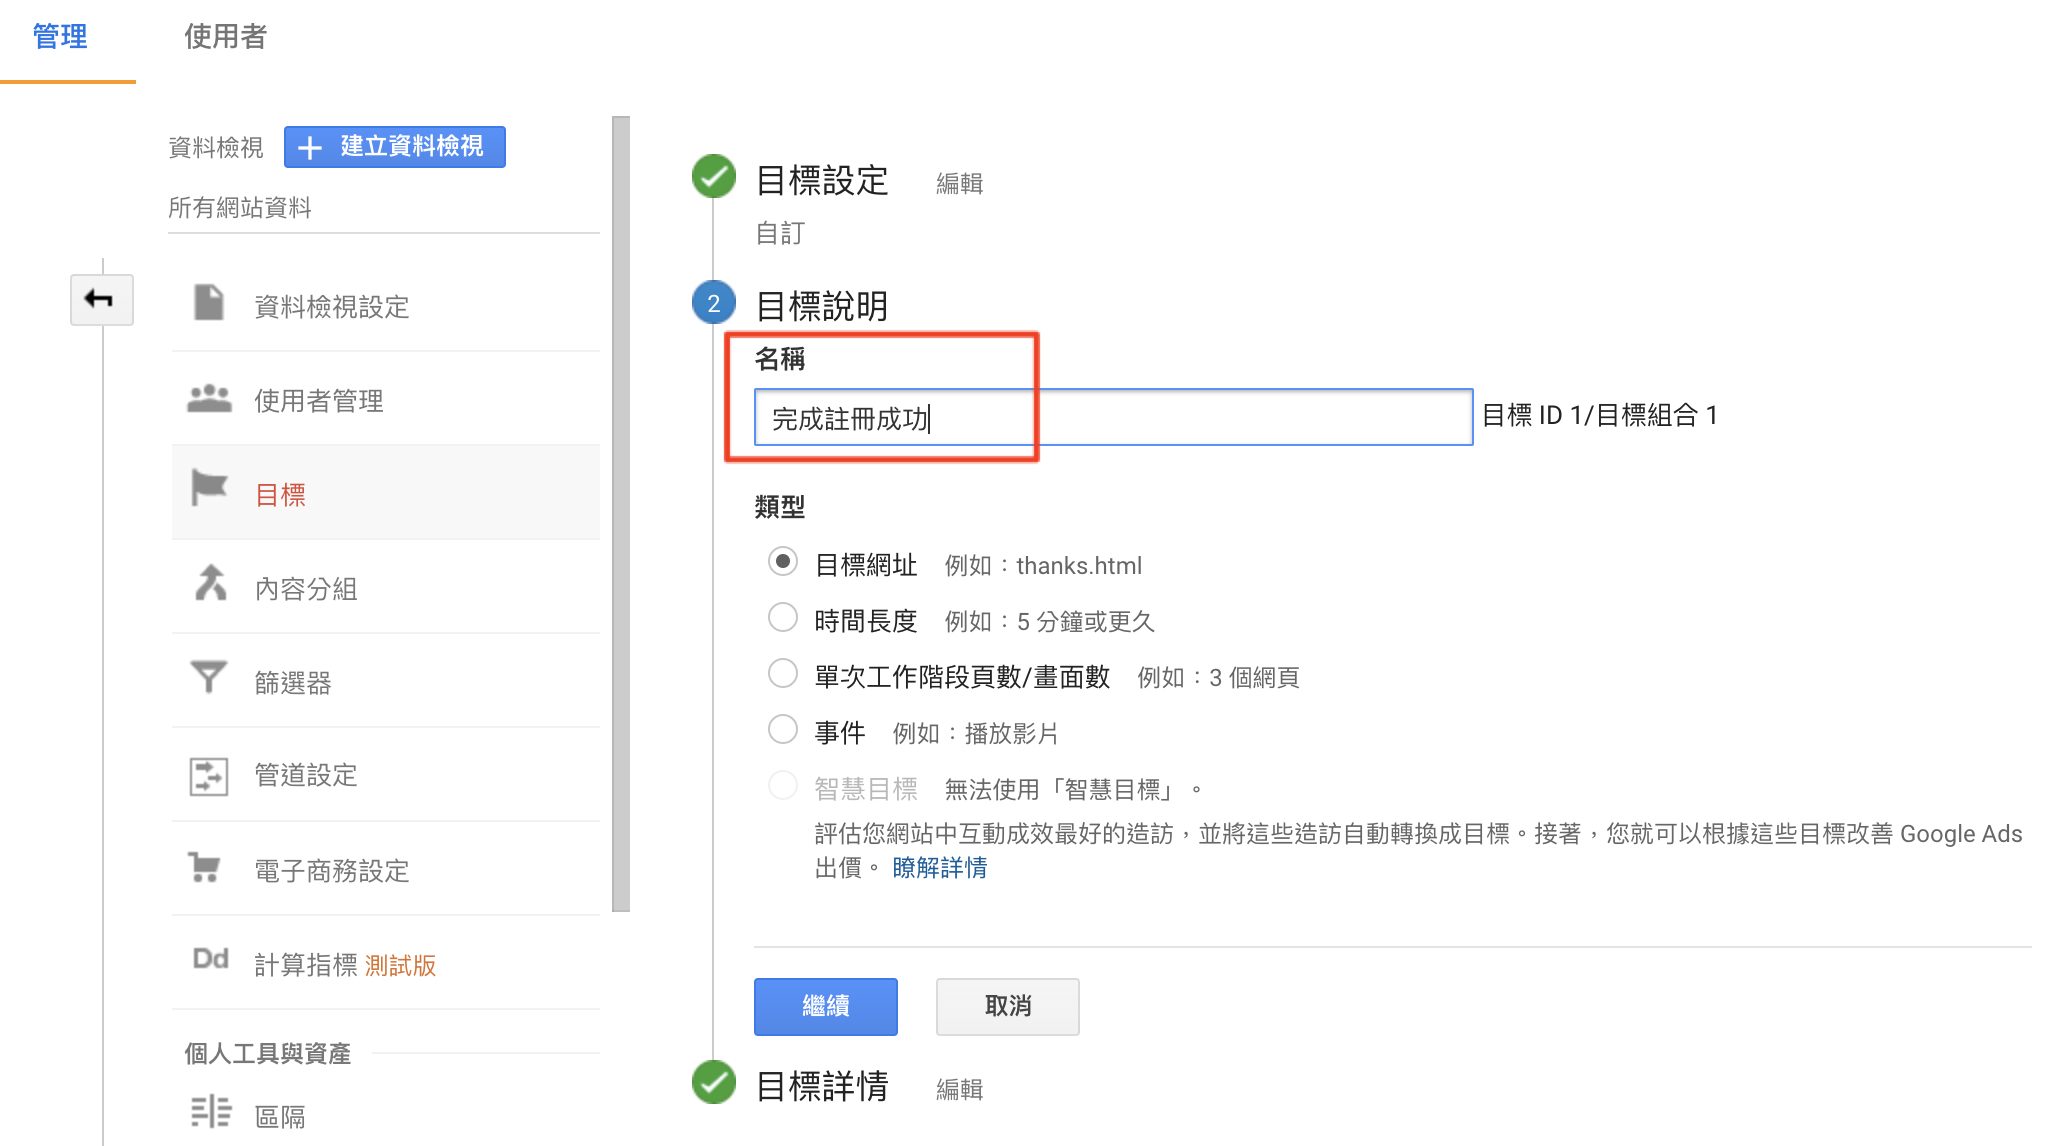 管理
使用者
資料檢視
建立資料檢視
所有網站資料
資料檢視設定
使用者管理
目標
內容分組
篩選器
管道設定
電子商務設定
Dd 計算指標 測試版
個人工具與資產
區隔
目標設定 編輯
自訂
2 目標說明
名稱
完成註冊成功
目標 ID 1/目標組合 1
類型
目標網址 例如：thanks.html
時間長度 例如：5 分鐘或更久
單次工作階段頁數/畫面數 例如：3 個網頁
事件 例如：播放影片
智慧目標 無法使用「智慧目標」。
評估您網站中互動成效最好的造訪，並將這些造訪自動轉換成目標。接著，您就可以根據這些目標改善 Google Ads
出價。 瞭解詳情
繼續
取消
目標詳情 編輯